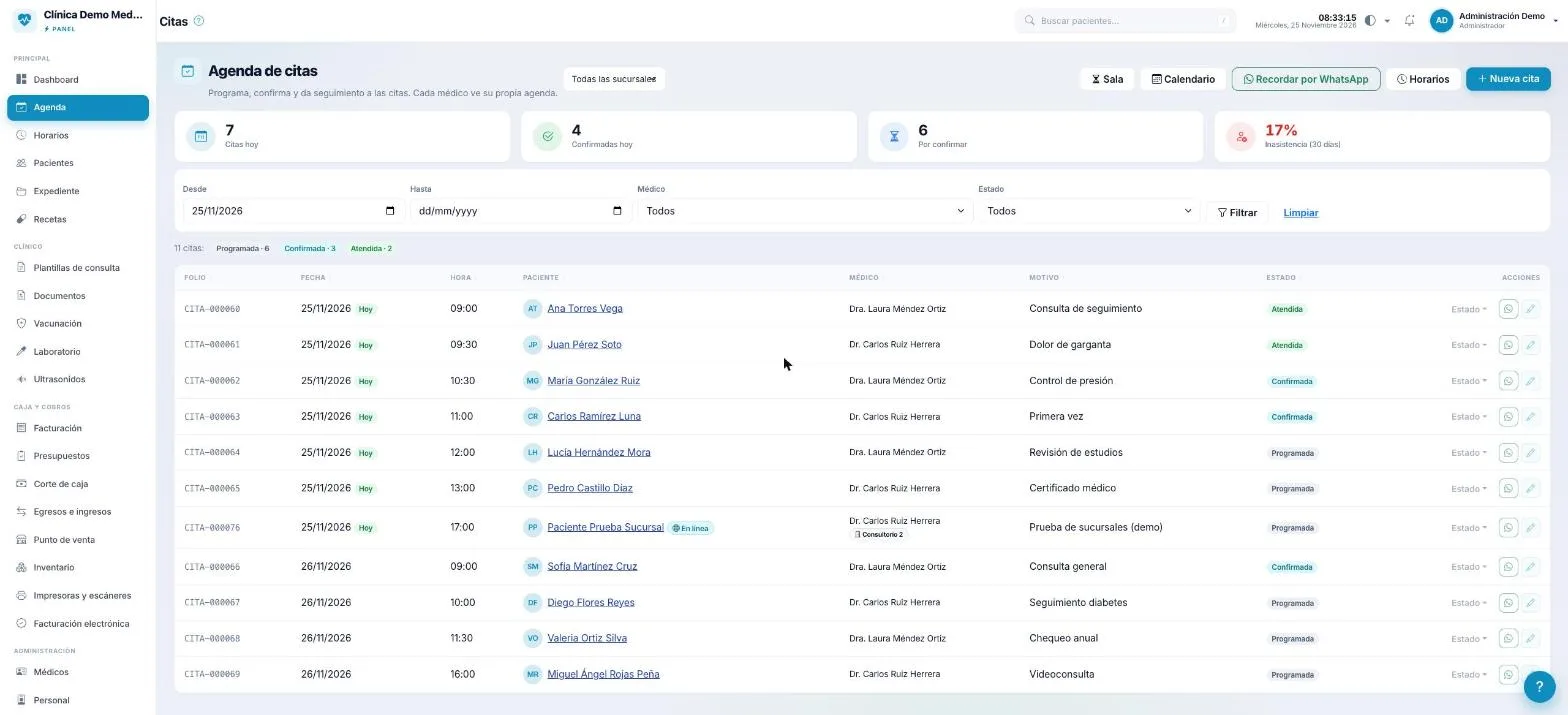 Clínica Demo Med...
PANEL
Citas
Buscar pacientes...
/
08:33:15
Miércoles, 25 Noviembre 2026
AD
Administración Demo
Administrador
PRINCIPAL
Dashboard
Agenda
Horarios
Pacientes
Expediente
Recetas
CLÍNICO
Plantillas de consulta
Documentos
Vacunación
Laboratorio
Ultrasonidos
CAJA Y COBROS
Facturación
Presupuestos
Corte de caja
Egresos e ingresos
Punto de venta
Inventario
Impresoras y escáneres
Facturación electrónica
ADMINISTRACIÓN
Médicos
Personal
Agenda de citas
Programa, confirma y da seguimiento a las citas. Cada médico ve su propia agenda.
Todas las sucursales
Sala
Calendario
Recordar por WhatsApp
Horarios
+ Nueva cita
7
Citas hoy
4
Confirmadas hoy
6
Por confirmar
17%
Inasistencia (30 días)
Desde
25/11/2026
Hasta
dd/mm/yyyy
Médico
Todos
Estado
Todos
Filtrar
Limpiar
11 citas: Programada · 6 Confirmada · 3 Atendida · 2
FOLIO FECHA HORA PACIENTE MÉDICO MOTIVO ESTADO ACCIONES
CITA-000060 25/11/2026 Hoy 09:00 AT Ana Torres Vega Dra. Laura Méndez Ortiz Consulta de seguimiento Atendida Estado
CITA-000061 25/11/2026 Hoy 09:30 JP Juan Pérez Soto Dr. Carlos Ruiz Herrera Dolor de garganta Atendida Estado
CITA-000062 25/11/2026 Hoy 10:30 MG María González Ruiz Dra. Laura Méndez Ortiz Control de presión Confirmada Estado
CITA-000063 25/11/2026 Hoy 11:00 CR Carlos Ramírez Luna Dr. Carlos Ruiz Herrera Primera vez Confirmada Estado
CITA-000064 25/11/2026 Hoy 12:00 LH Lucía Hernández Mora Dra. Laura Méndez Ortiz Revisión de estudios Programada Estado
CITA-000065 25/11/2026 Hoy 13:00 PC Pedro Castillo Díaz Dr. Carlos Ruiz Herrera Certificado médico Programada Estado
CITA-000076 25/11/2026 Hoy 17:00 PP Paciente Prueba Sucursal En línea Dr. Carlos Ruiz Herrera Prueba de sucursales (demo) Programada Estado
Consultorio 2
CITA-000066 26/11/2026 09:00 SM Sofía Martínez Cruz Dra. Laura Méndez Ortiz Consulta general Confirmada Estado
CITA-000067 26/11/2026 10:00 DF Diego Flores Reyes Dr. Carlos Ruiz Herrera Seguimiento diabetes Programada Estado
CITA-000068 26/11/2026 11:30 VO Valeria Ortiz Silva Dra. Laura Méndez Ortiz Chequeo anual Programada Estado
CITA-000069 26/11/2026 16:00 MR Miguel Ángel Rojas Peña Dr. Carlos Ruiz Herrera Videoconsulta Programada Estado
?